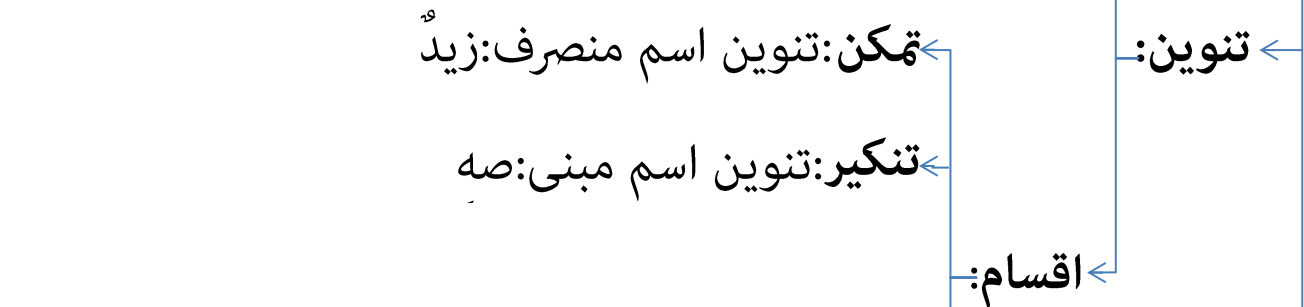 تنوین:
تمکن:تنوین اسم منصرف:زیدٌ
تنکیر:تنوین اسم مبنی:صهٍ
اقسام: